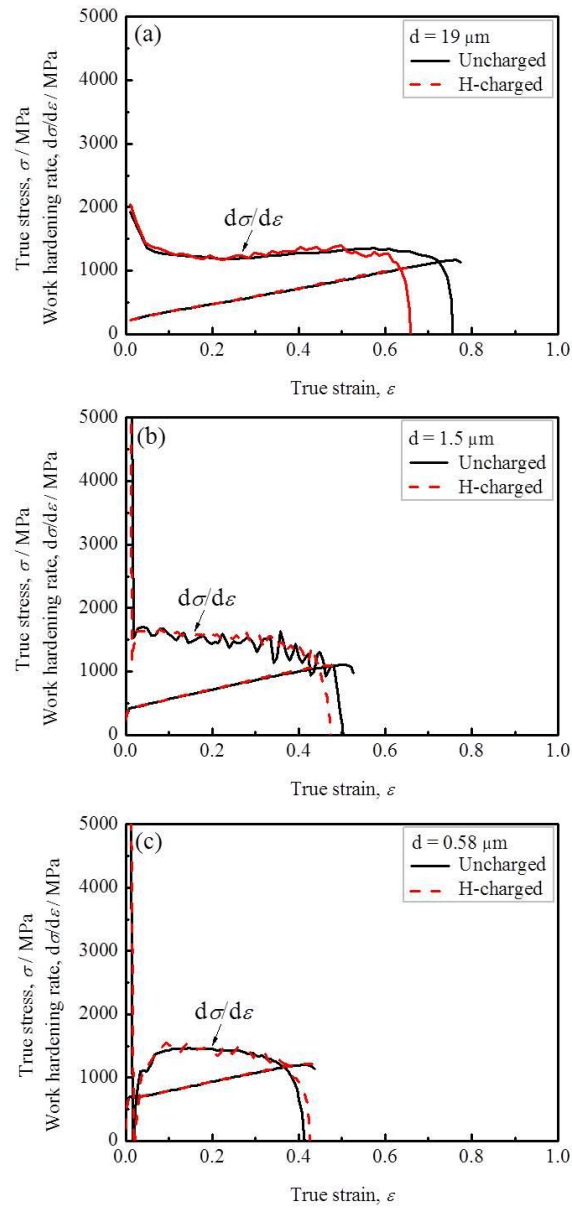 (a)
d = 19 μm
Uncharged
H-charged
dσ/dε
True stress, σ / MPa
Work hardening rate, dσ/dε / MPa
5000
4000
3000
2000
1000
0
0.0 0.2 0.4 0.6 0.8 1.0
True strain, ε
(b)
d = 1.5 μm
Uncharged
H-charged
dσ/dε
True stress, σ / MPa
Work hardening rate, dσ/dε / MPa
5000
4000
3000
2000
1000
0
0.0 0.2 0.4 0.6 0.8 1.0
True strain, ε
(c)
d = 0.58 μm
Uncharged
H-charged
dσ/dε
True stress, σ / MPa
Work hardening rate, dσ/dε / MPa
5000
4000
3000
2000
1000
0
0.0 0.2 0.4 0.6 0.8 1.0
True strain, ε